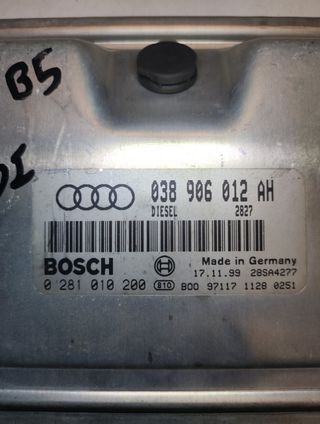 B5
DI
038 906 012 AH
DIESEL 2827
BOSCH
Made in Germany
17.11.99 28SA4277
0 281 010 200 810 B00 97117 1128 0251